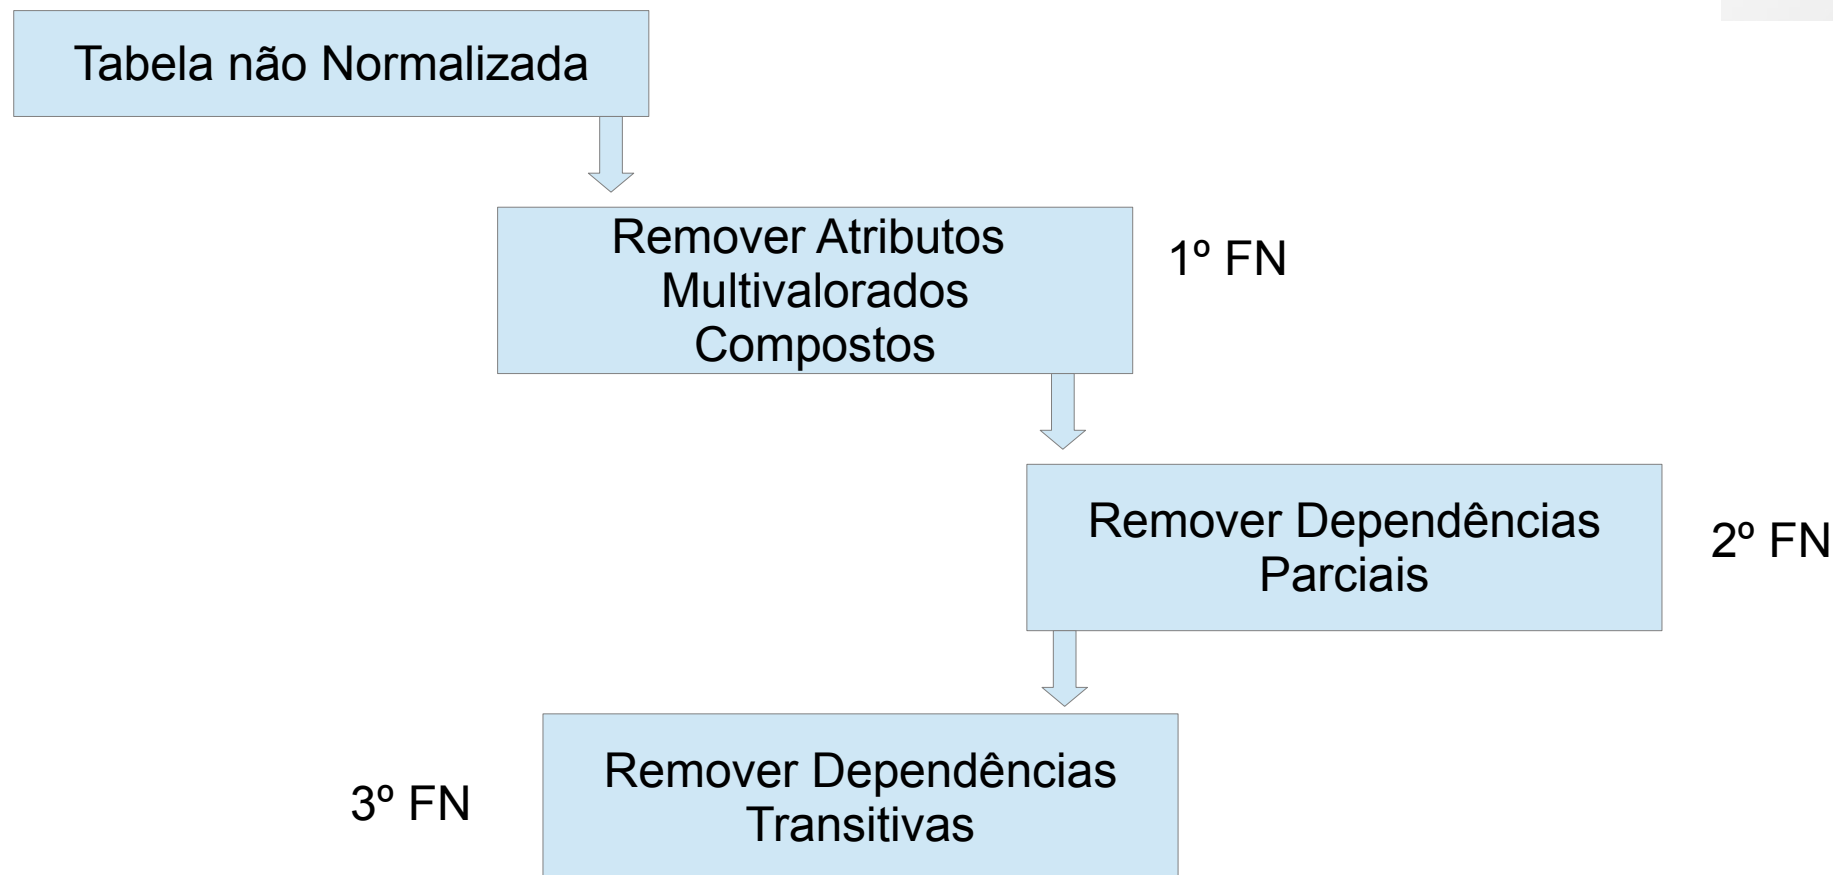 Tabela não Normalizada
Remover Atributos
Multivalorados
Compostos
1º FN
Remover Dependências
Parciais
2º FN
3º FN
Remover Dependências
Transitivas